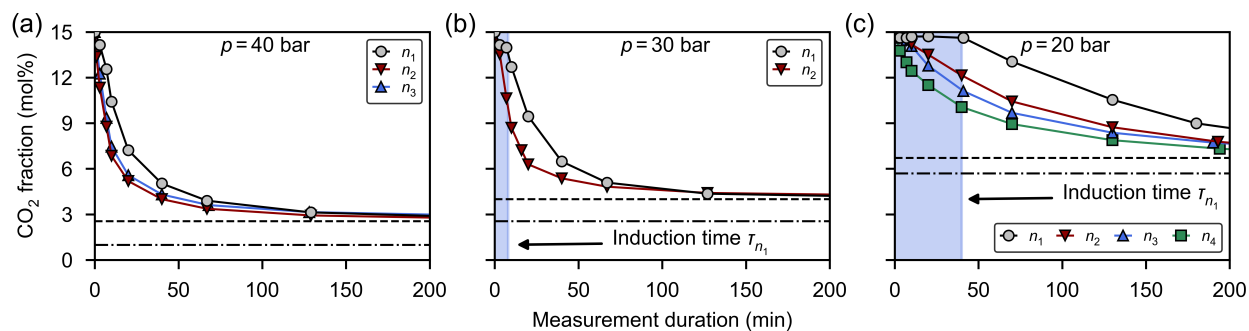 (a)
p = 40 bar
n1
n2
n3
15
12
9
6
3
0
CO2 fraction (mol%)
0 50 100 150 200
(b)
p = 30 bar
n1
n2
Induction time τn1
0 50 100 150 200
Measurement duration (min)
(c)
p = 20 bar
Induction time τn1
n1 n2 n3 n4
0 50 100 150 200